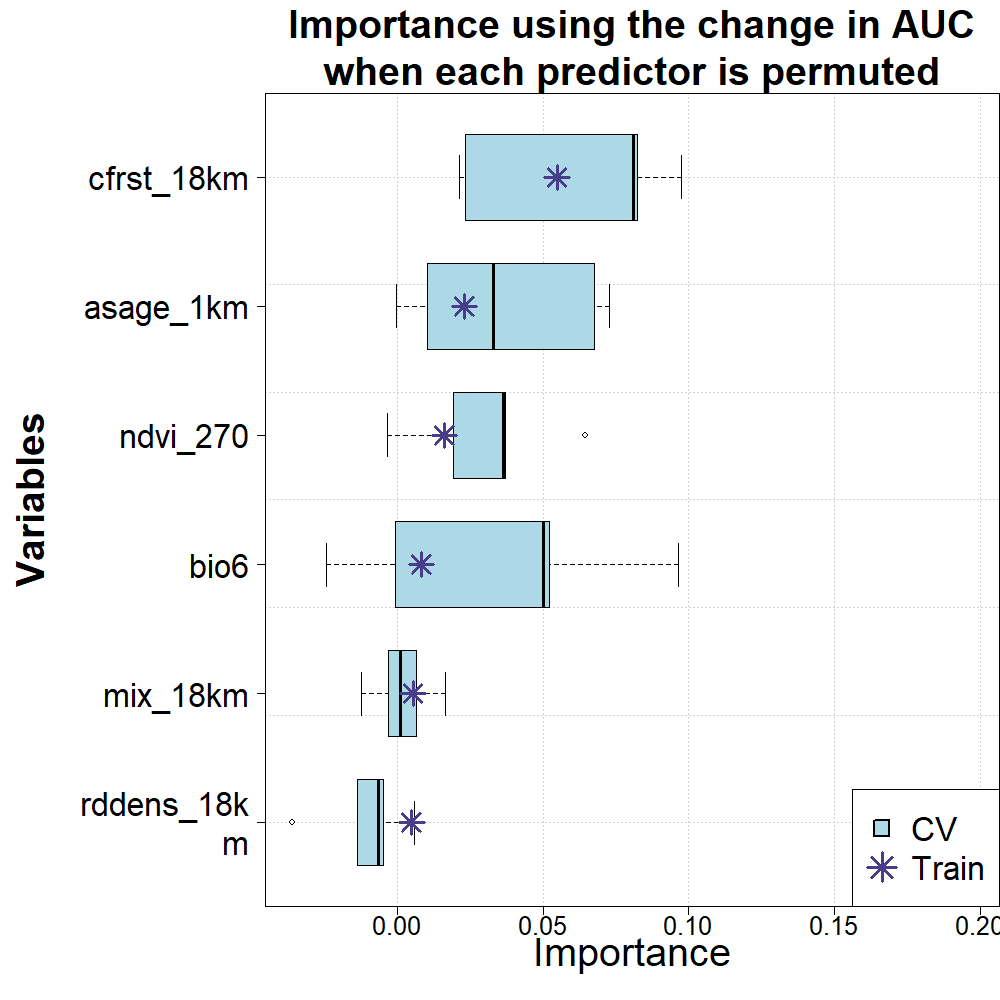 Importance using the change in AUC
when each predictor is permuted
cfrst_18km
asage_1km
ndvi_270
bio6
mix_18km
rddens_18k
m
Variables
CV
Train
0.00 0.05 0.10 0.15 0.20
Importance